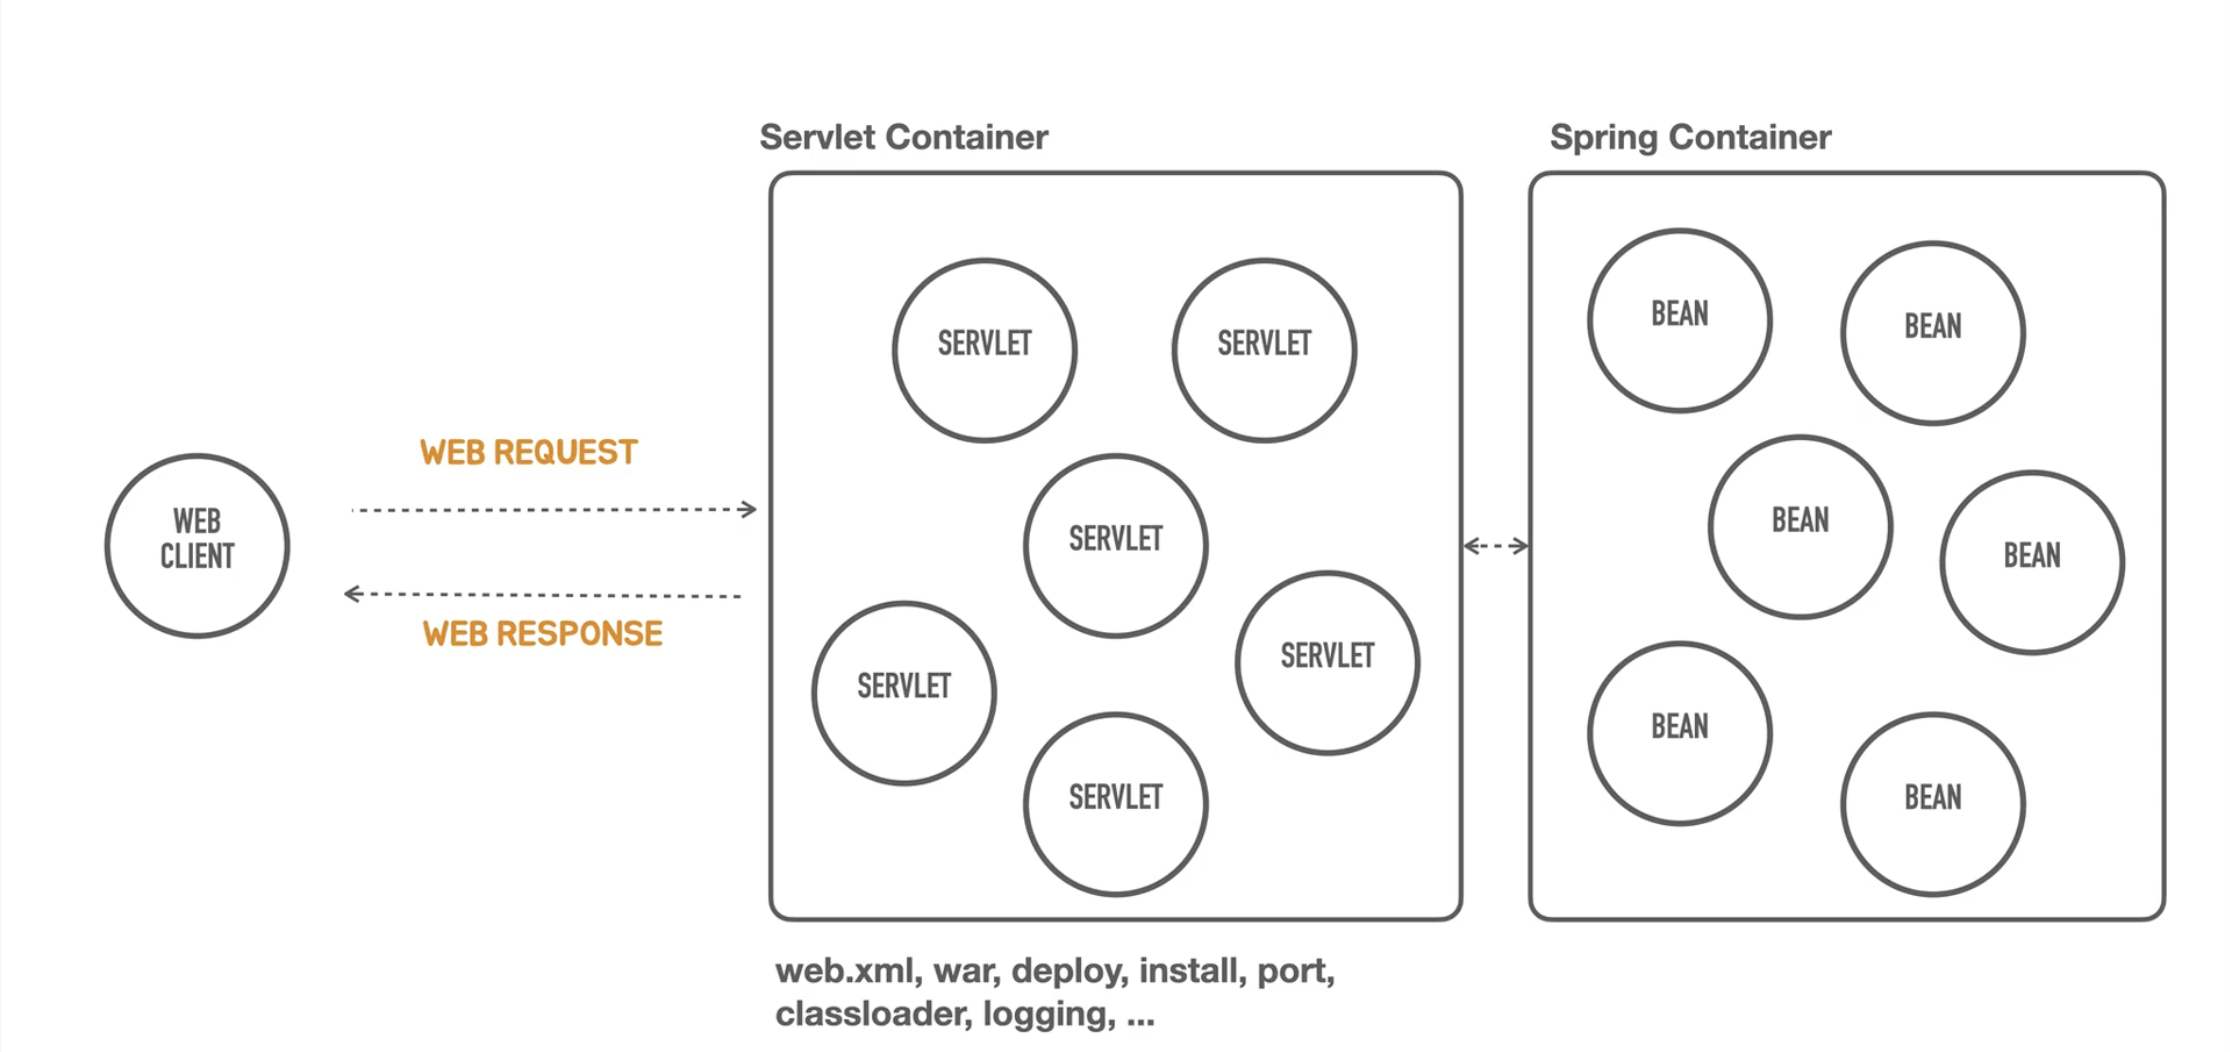 Servlet Container
Spring Container
WEB
CLIENT
WEB REQUEST
WEB RESPONSE
SERVLET
SERVLET
SERVLET
SERVLET
SERVLET
SERVLET
BEAN
BEAN
BEAN
BEAN
BEAN
BEAN
web.xml, war, deploy, install, port,
classloader, logging, ...